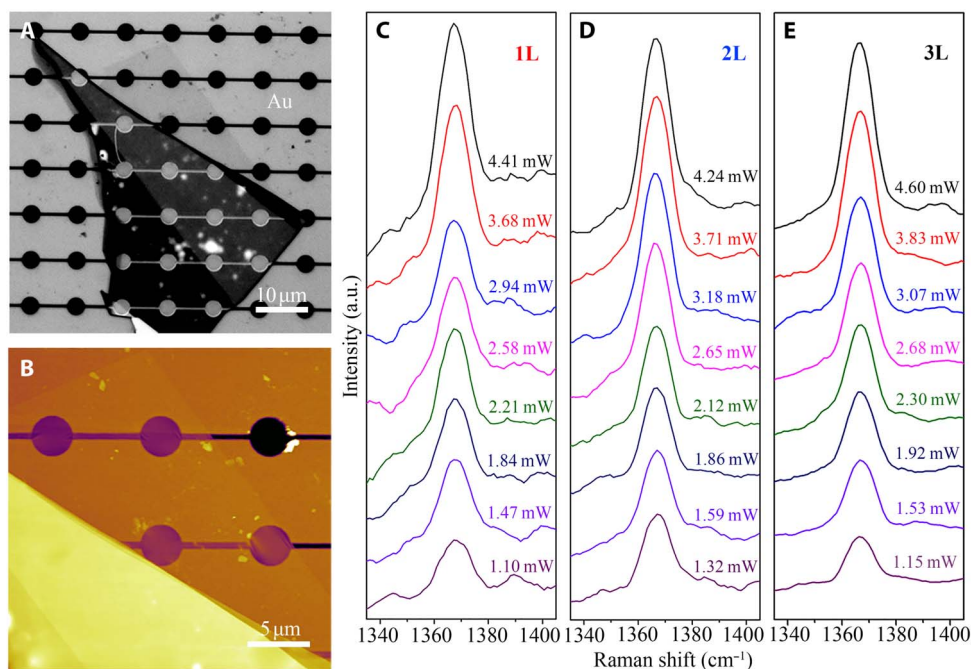 A
Au
10 μm
B
5 μm
C
1L
4.41 mW
3.68 mW
2.94 mW
2.58 mW
2.21 mW
1.84 mW
1.47 mW
1.10 mW
1340 1360 1380 1400
D
2L
4.24 mW
3.71 mW
3.18 mW
2.65 mW
2.12 mW
1.86 mW
1.59 mW
1.32 mW
1340 1360 1380 1400
E
3L
4.60 mW
3.83 mW
3.07 mW
2.68 mW
2.30 mW
1.92 mW
1.53 mW
1.15 mW
1340 1360 1380 1400
Intensity (a.u.)
Raman shift (cm⁻¹)